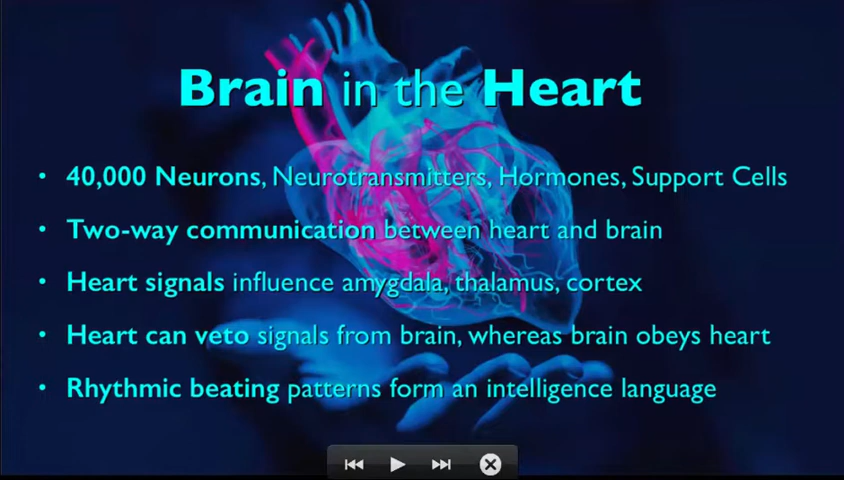 Brain in the Heart
• 40,000 Neurons, Neurotransmitters, Hormones, Support Cells
• Two-way communication between heart and brain
• Heart signals influence amygdala, thalamus, cortex
• Heart can veto signals from brain, whereas brain obeys heart
• Rhythmic beating patterns form an intelligence language